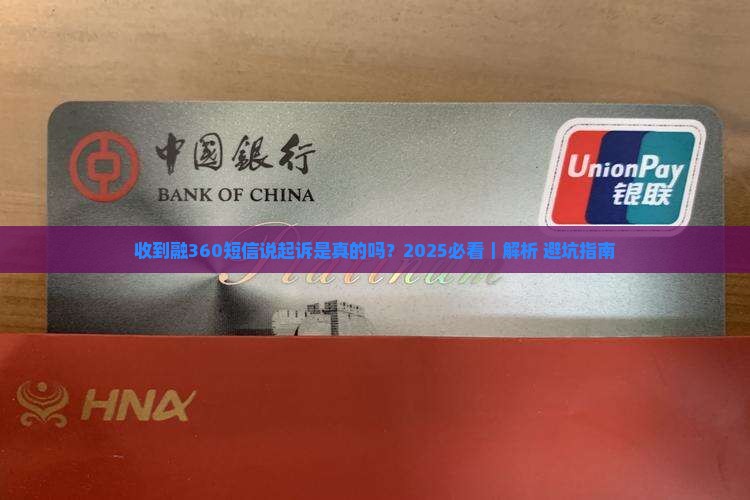 中国銀行
BANK OF CHINA
UnionPay
银联
收到融360短信说起诉是真的吗？2025必看丨解析 避坑指南
Platinum
HNA